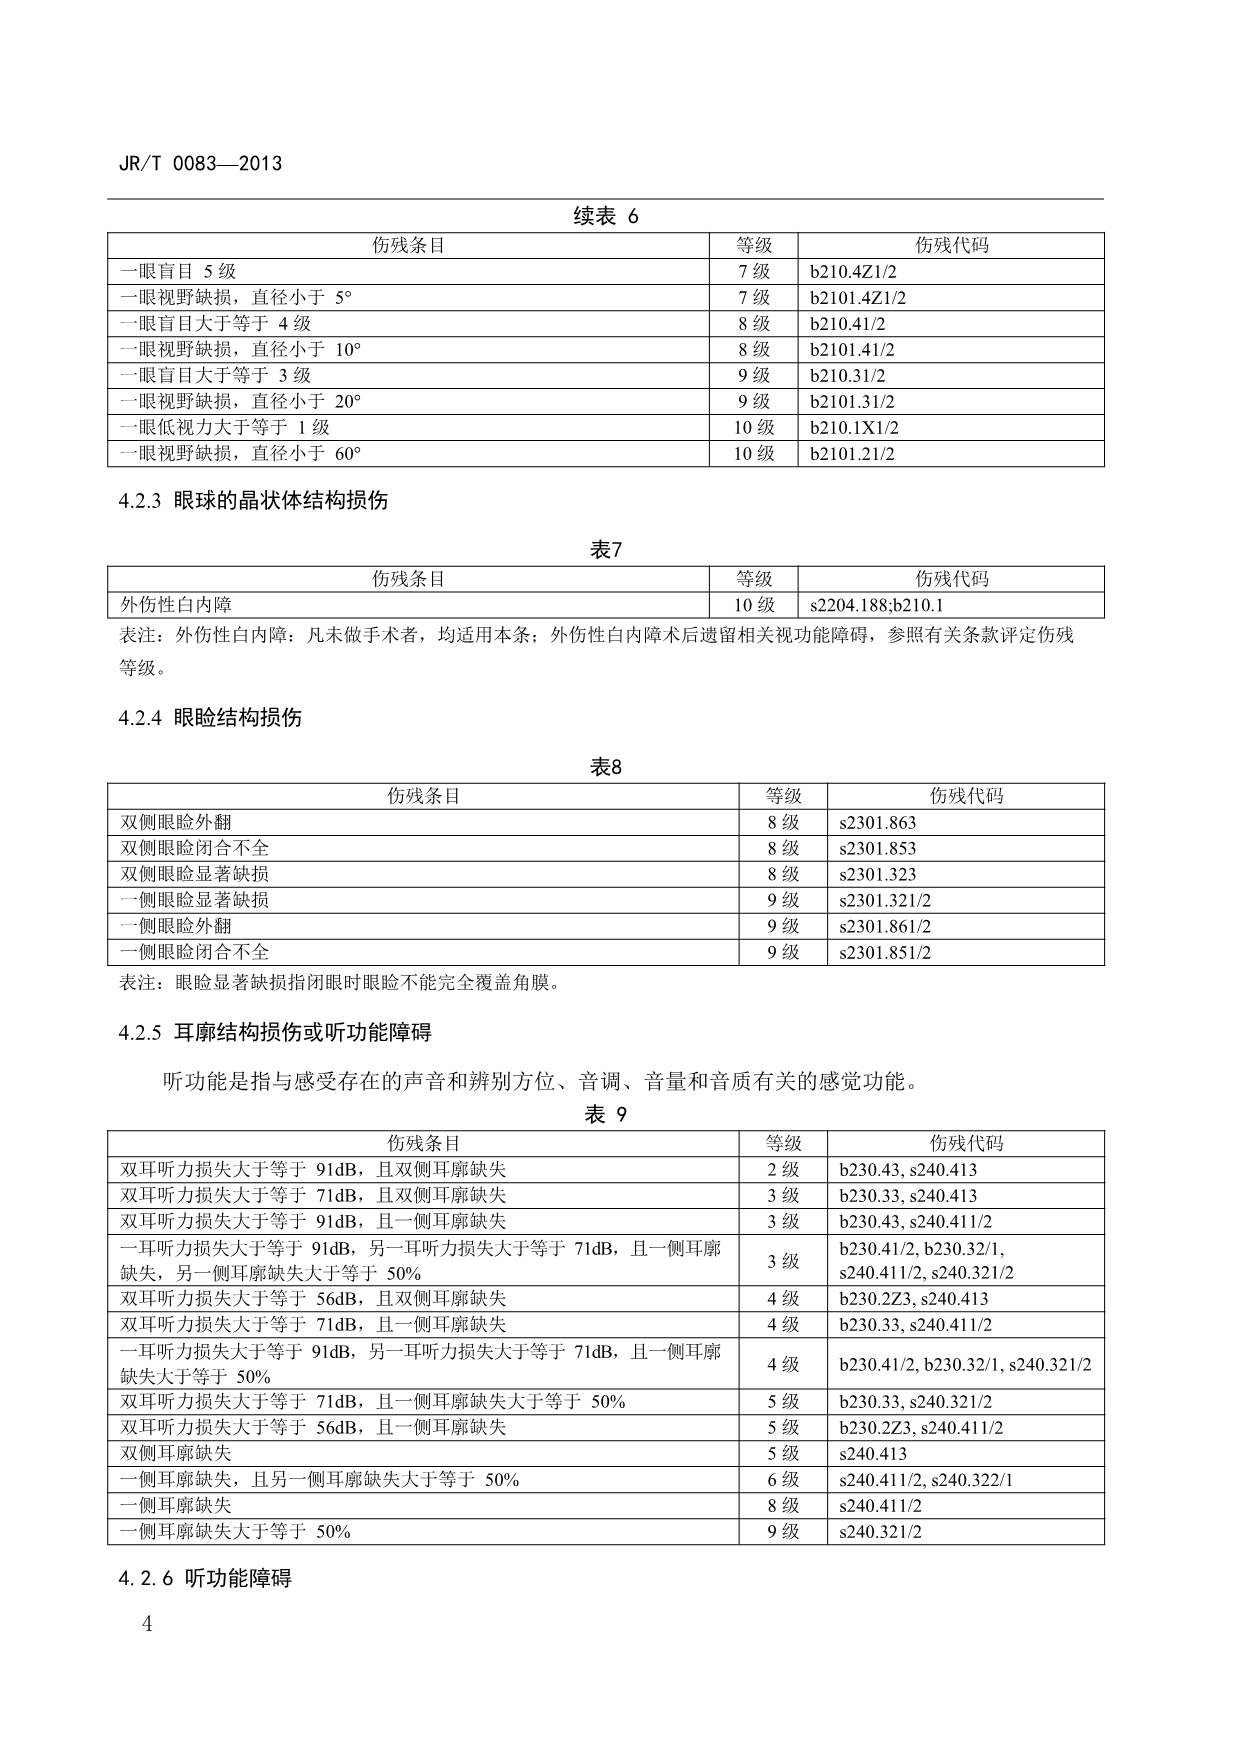 JR/T 0083—2013
续表 6
伤残条目 等级 伤残代码
一眼盲目 5 级 7 级 b210.4Z1/2
一眼视野缺损，直径小于 5° 7 级 b2101.4Z1/2
一眼盲目大于等于 4 级 8 级 b210.41/2
一眼视野缺损，直径小于 10° 8 级 b2101.41/2
一眼盲目大于等于 3 级 9 级 b210.31/2
一眼视野缺损，直径小于 20° 9 级 b2101.31/2
一眼低视力大于等于 1 级 10 级 b210.1X1/2
一眼视野缺损，直径小于 60° 10 级 b2101.21/2
4.2.3 眼球的晶状体结构损伤
表7
伤残条目 等级 伤残代码
外伤性白内障 10 级 s2204.188;b210.1
表注：外伤性白内障：凡未做手术者，均适用本条；外伤性白内障术后遗留相关视功能障碍，参照有关条款评定伤残
等级。
4.2.4 眼睑结构损伤
表8
伤残条目 等级 伤残代码
双侧眼睑外翻 8 级 s2301.863
双侧眼睑闭合不全 8 级 s2301.853
双侧眼睑显著缺损 8 级 s2301.323
一侧眼睑显著缺损 9 级 s2301.321/2
一侧眼睑外翻 9 级 s2301.861/2
一侧眼睑闭合不全 9 级 s2301.851/2
表注：眼睑显著缺损指闭眼时眼睑不能完全覆盖角膜。
4.2.5 耳廓结构损伤或听功能障碍
听功能是指与感受存在的声音和辨别方位、音调、音量和音质有关的感觉功能。
表 9
伤残条目 等级 伤残代码
双耳听力损失大于等于 91dB，且双侧耳廓缺失 2 级 b230.43, s240.413
双耳听力损失大于等于 71dB，且双侧耳廓缺失 3 级 b230.33, s240.413
双耳听力损失大于等于 91dB，且一侧耳廓缺失 3 级 b230.43, s240.411/2
一耳听力损失大于等于 91dB，另一耳听力损失大于等于 71dB，且一侧耳廓
缺失，另一侧耳廓缺失大于等于 50% 3 级 b230.41/2, b230.32/1,
s240.411/2, s240.321/2
双耳听力损失大于等于 56dB，且双侧耳廓缺失 4 级 b230.2Z3, s240.413
双耳听力损失大于等于 71dB，且一侧耳廓缺失 4 级 b230.33, s240.411/2
一耳听力损失大于等于 91dB，另一耳听力损失大于等于 71dB，且一侧耳廓
缺失大于等于 50% 4 级 b230.41/2, b230.32/1, s240.321/2
双耳听力损失大于等于 71dB，且一侧耳廓缺失大于等于 50% 5 级 b230.33, s240.321/2
双耳听力损失大于等于 56dB，且一侧耳廓缺失 5 级 b230.2Z3, s240.411/2
双侧耳廓缺失 5 级 s240.413
一侧耳廓缺失，且另一侧耳廓缺失大于等于 50% 6 级 s240.411/2, s240.322/1
一侧耳廓缺失 8 级 s240.411/2
一侧耳廓缺失大于等于 50% 9 级 s240.321/2
4.2.6 听功能障碍
4